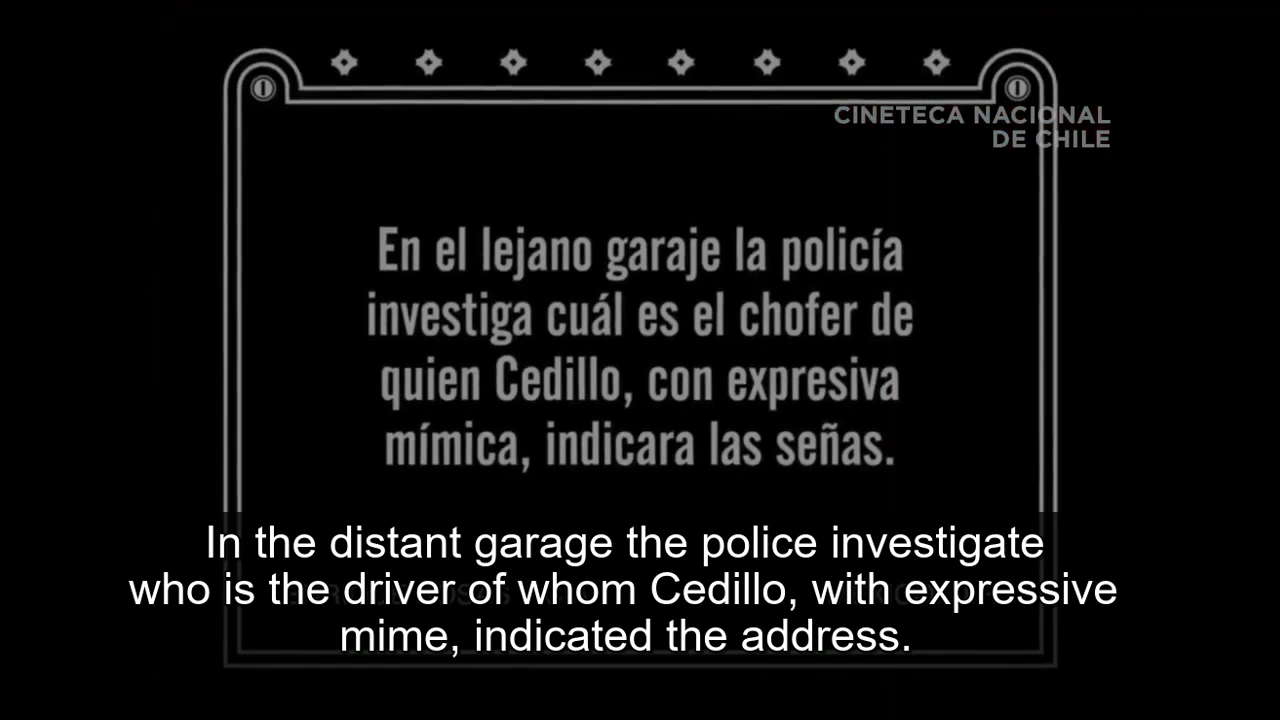 CINETECA NACIONAL
DE CHILE
En el lejano garaje la policía
investiga cuál es el chofer de
quien Cedillo, con expresiva
mímica, indicara las señas.
In the distant garage the police investigate
who is the driver of whom Cedillo, with expressive
mime, indicated the address.